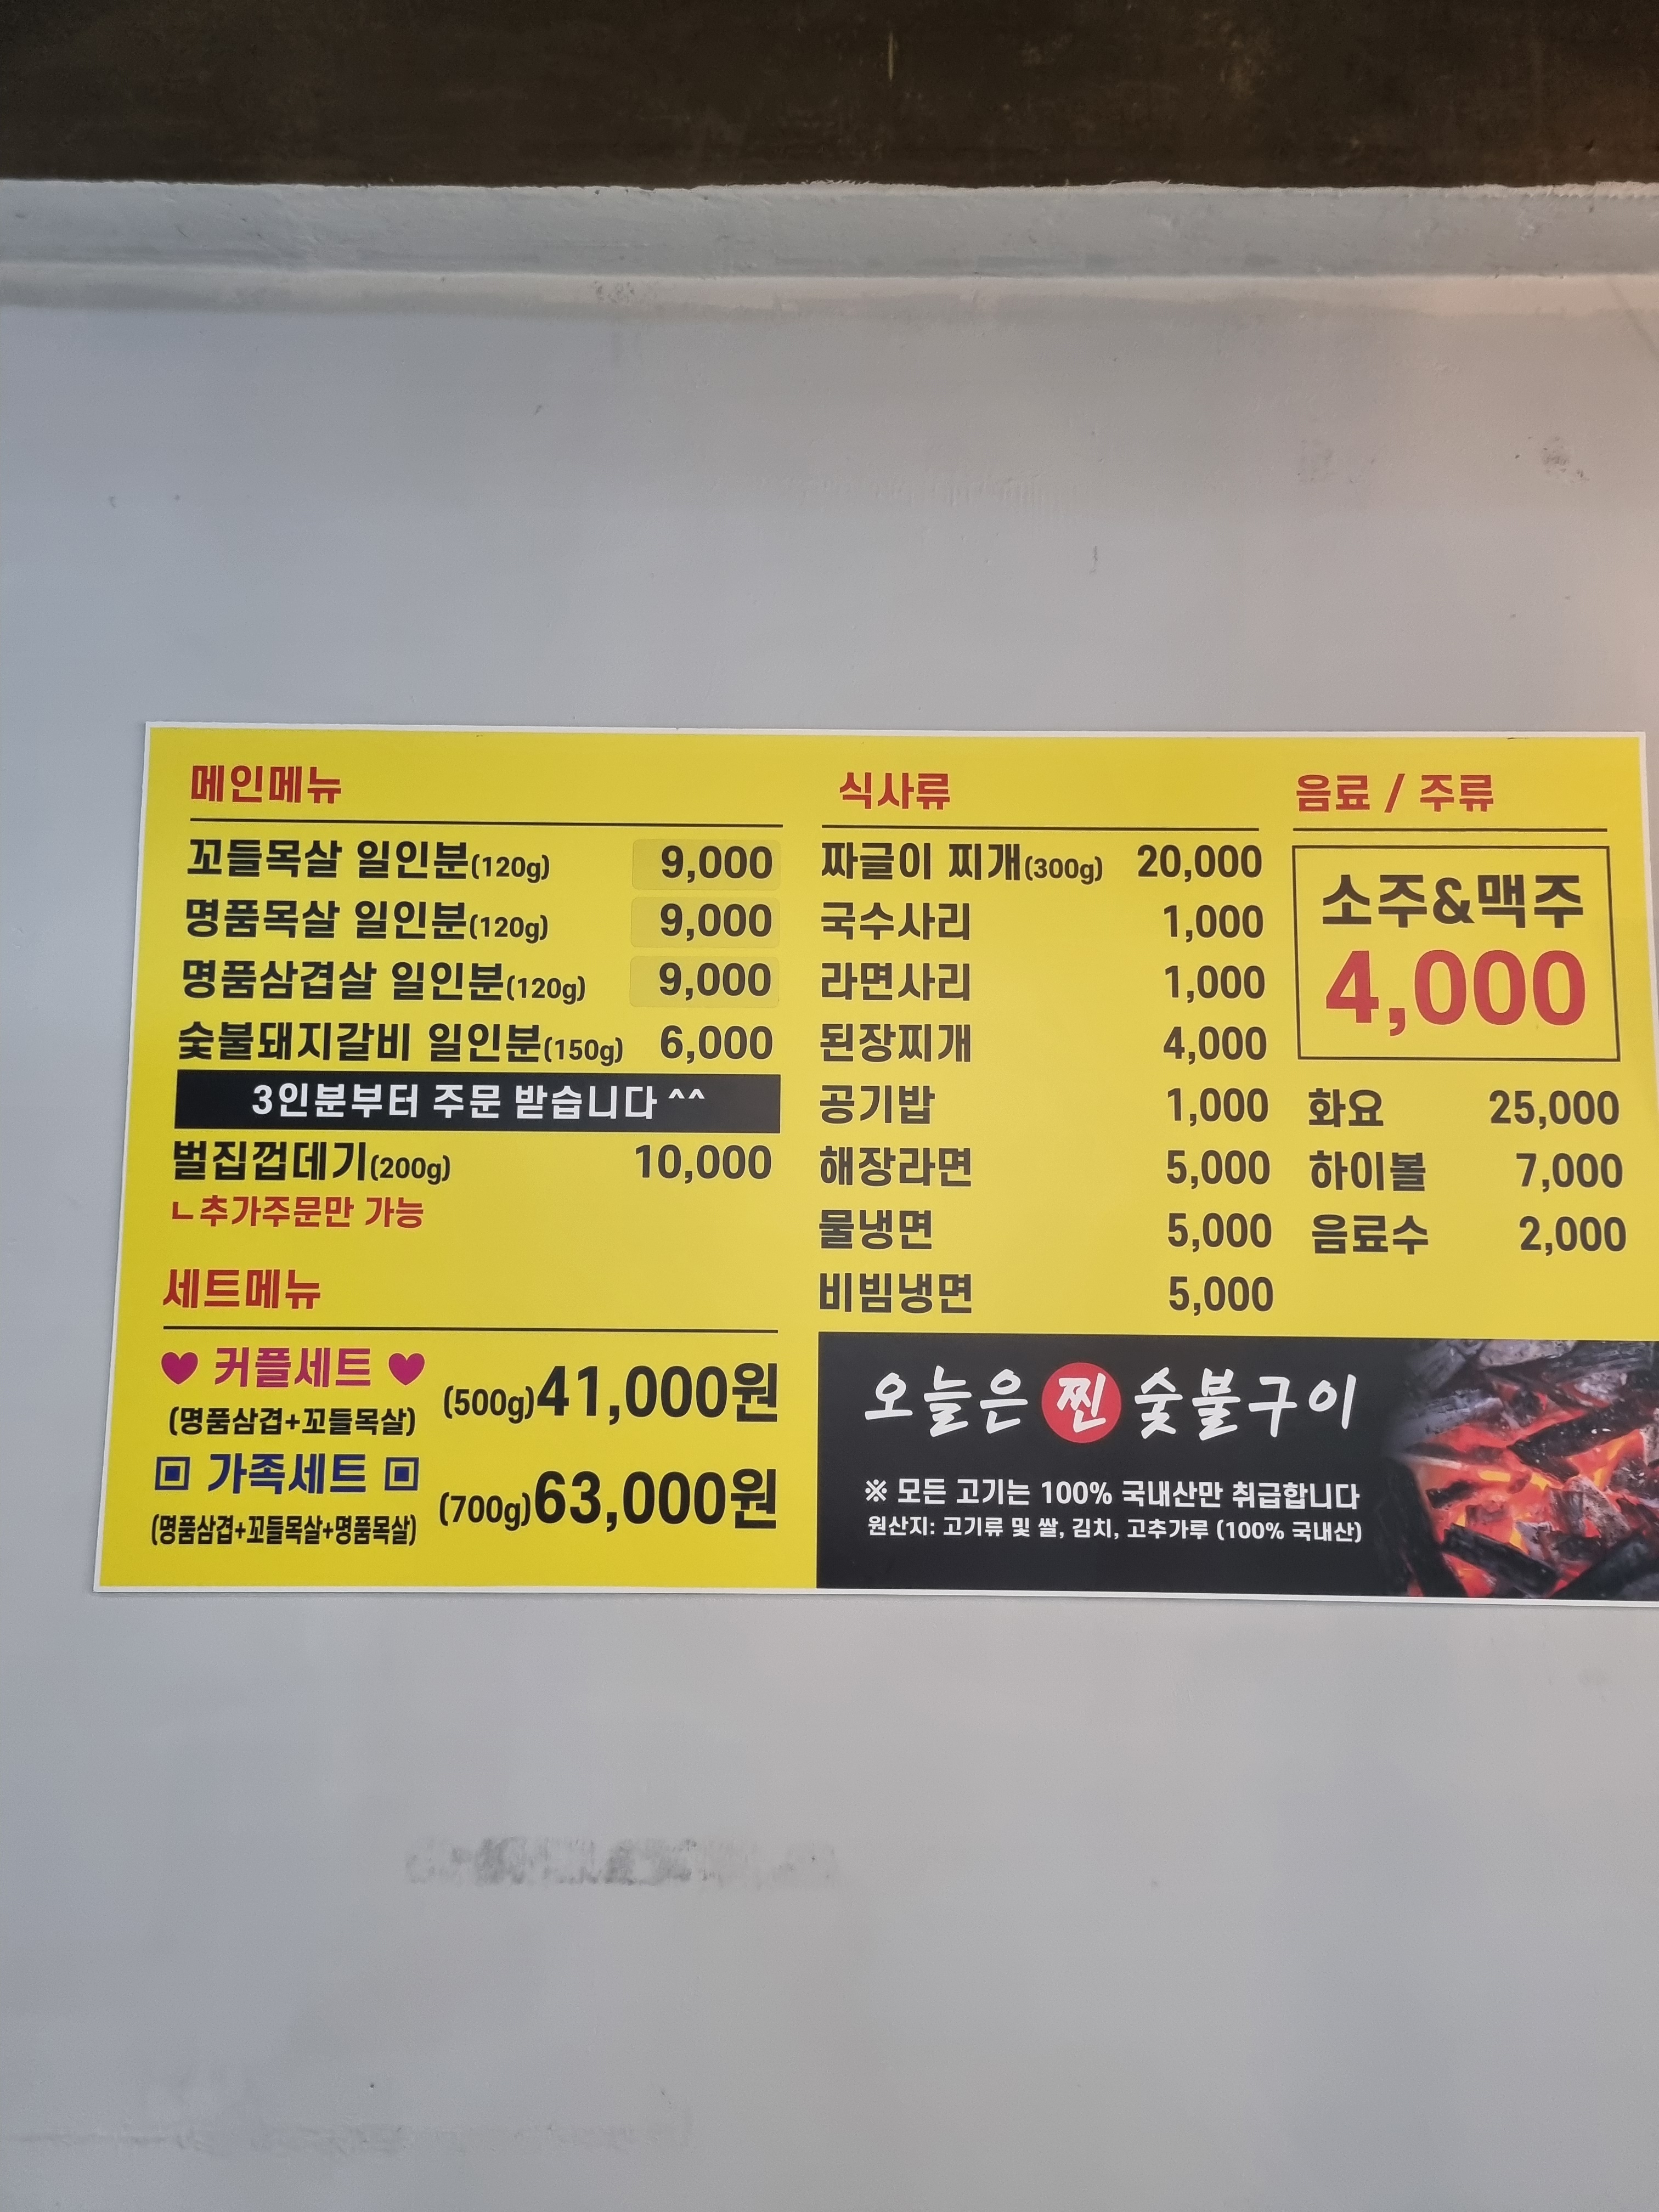 메인메뉴
꼬들목살 일인분(120g) 9,000
명품목살 일인분(120g) 9,000
명품삼겹살 일인분(120g) 9,000
숯불돼지갈비 일인분(150g) 6,000
3인분부터 주문 받습니다 ^^
벌집껍데기(200g) 10,000
ㄴ추가주문만 가능
세트메뉴
♥ 커플세트 ♥
(명품삼겹+꼬들목살)
(500g)41,000원
▣ 가족세트 ▣
(명품삼겹+꼬들목살+명품목살)
(700g)63,000원
식사류
짜글이 찌개(300g) 20,000
국수사리 1,000
라면사리 1,000
된장찌개 4,000
공기밥 1,000
해장라면 5,000
물냉면 5,000
비빔냉면 5,000
음료 / 주류
소주&맥주
4,000
화요 25,000
하이볼 7,000
음료수 2,000
오늘은 찐 숯불구이
※ 모든 고기는 100% 국내산만 취급합니다
원산지: 고기류 및 쌀, 김치, 고추가루 (100% 국내산)